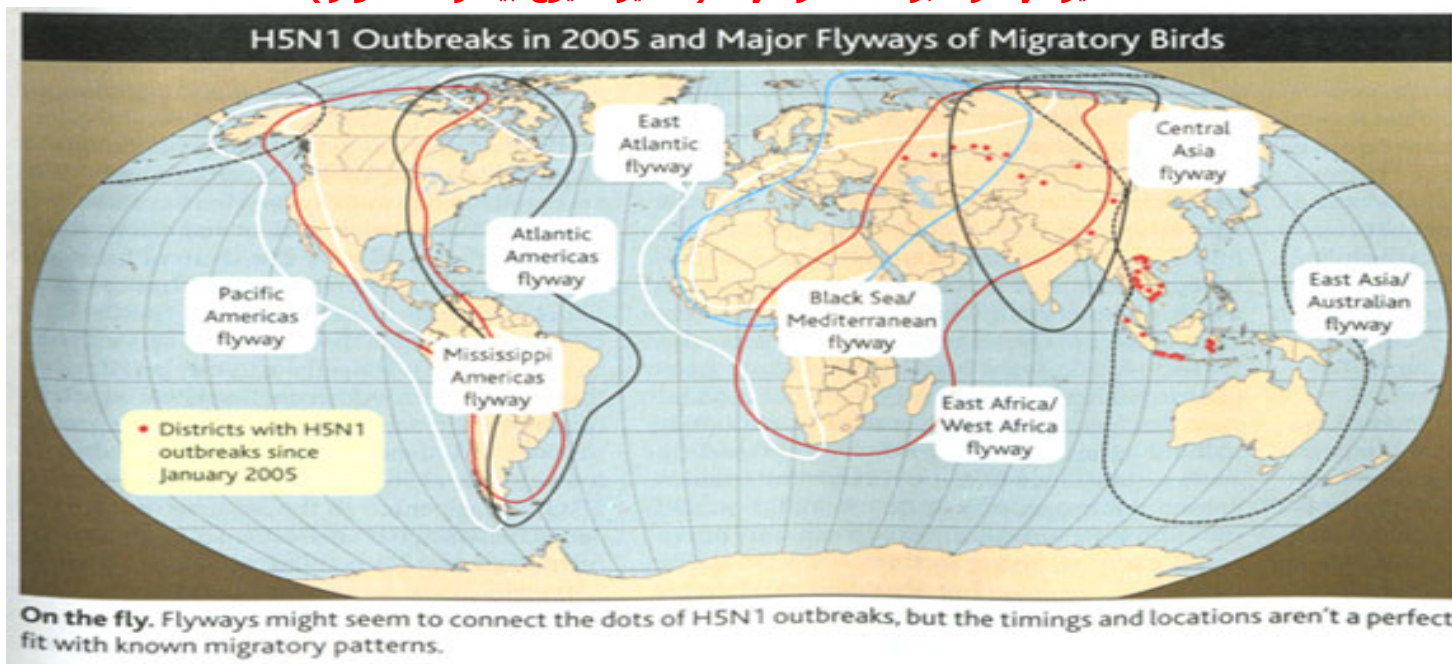 H5N1 Outbreaks in 2005 and Major Flyways of Migratory Birds
East
Atlantic
flyway
Central
Asia
flyway
Atlantic
Americas
flyway
Pacific
Americas
flyway
Black Sea/
Mediterranean
flyway
East Asia/
Australian
flyway
Mississippi
Americas
flyway
East Africa/
West Africa
flyway
• Districts with H5N1
outbreaks since
January 2005
On the fly. Flyways might seem to connect the dots of H5N1 outbreaks, but the timings and locations aren't a perfect
fit with known migratory patterns.